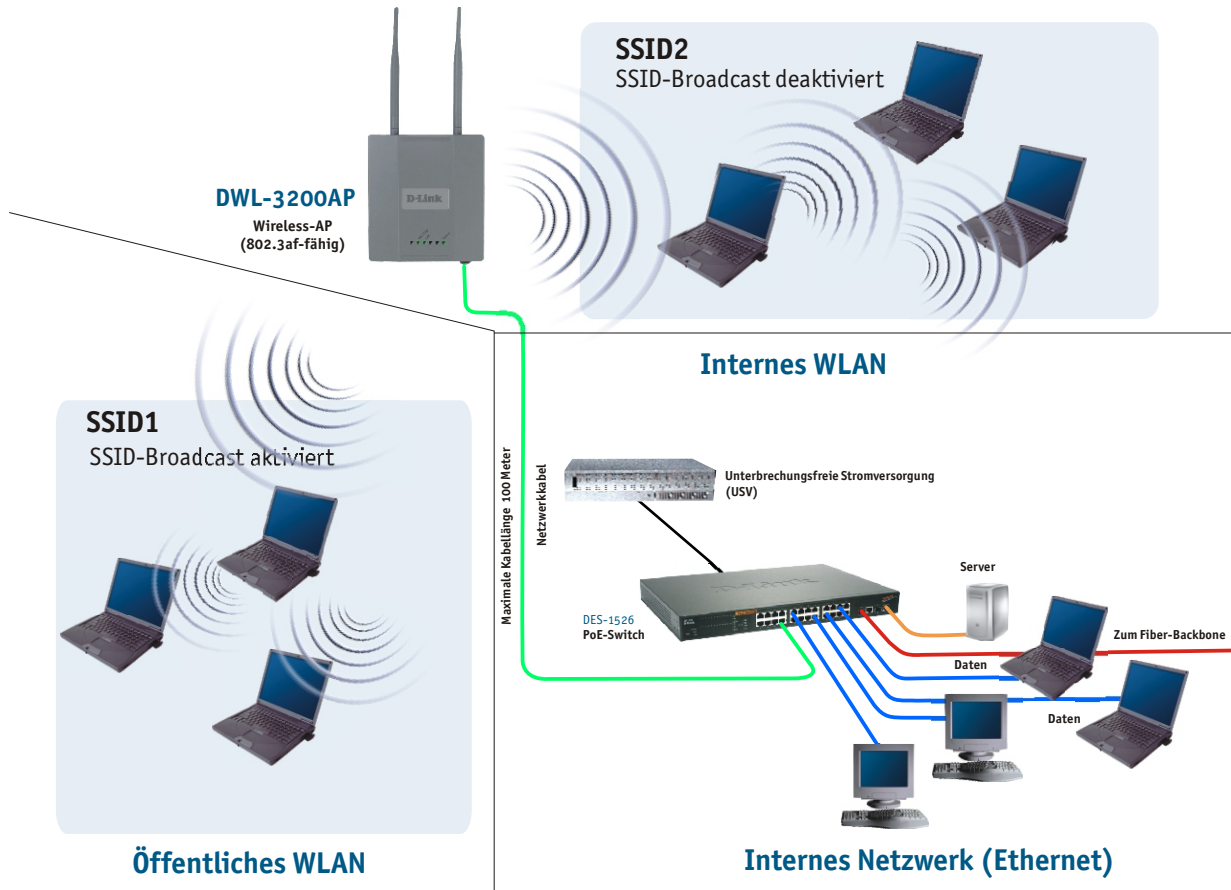 SSID2
SSID-Broadcast deaktiviert
D-Link
DWL-3200AP
Wireless-AP
(802.3af-fähig)
Internes WLAN
SSID1
SSID-Broadcast aktiviert
Maximale Kabellänge 100 Meter
Netzwerkkabel
Unterbrechungsfreie Stromversorgung
(USV)
D-Link
DES-1526
PoE-Switch
Server
Zum Fiber-Backbone
Daten
Daten
Öffentliches WLAN
Internes Netzwerk (Ethernet)